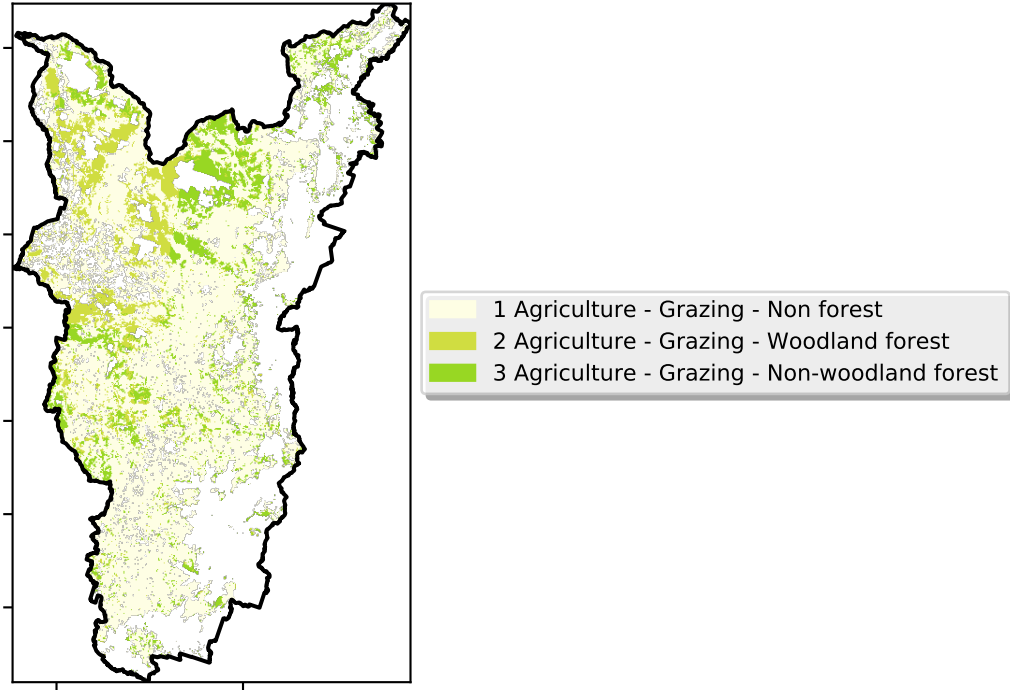 1 Agriculture - Grazing - Non forest
2 Agriculture - Grazing - Woodland forest
3 Agriculture - Grazing - Non-woodland forest